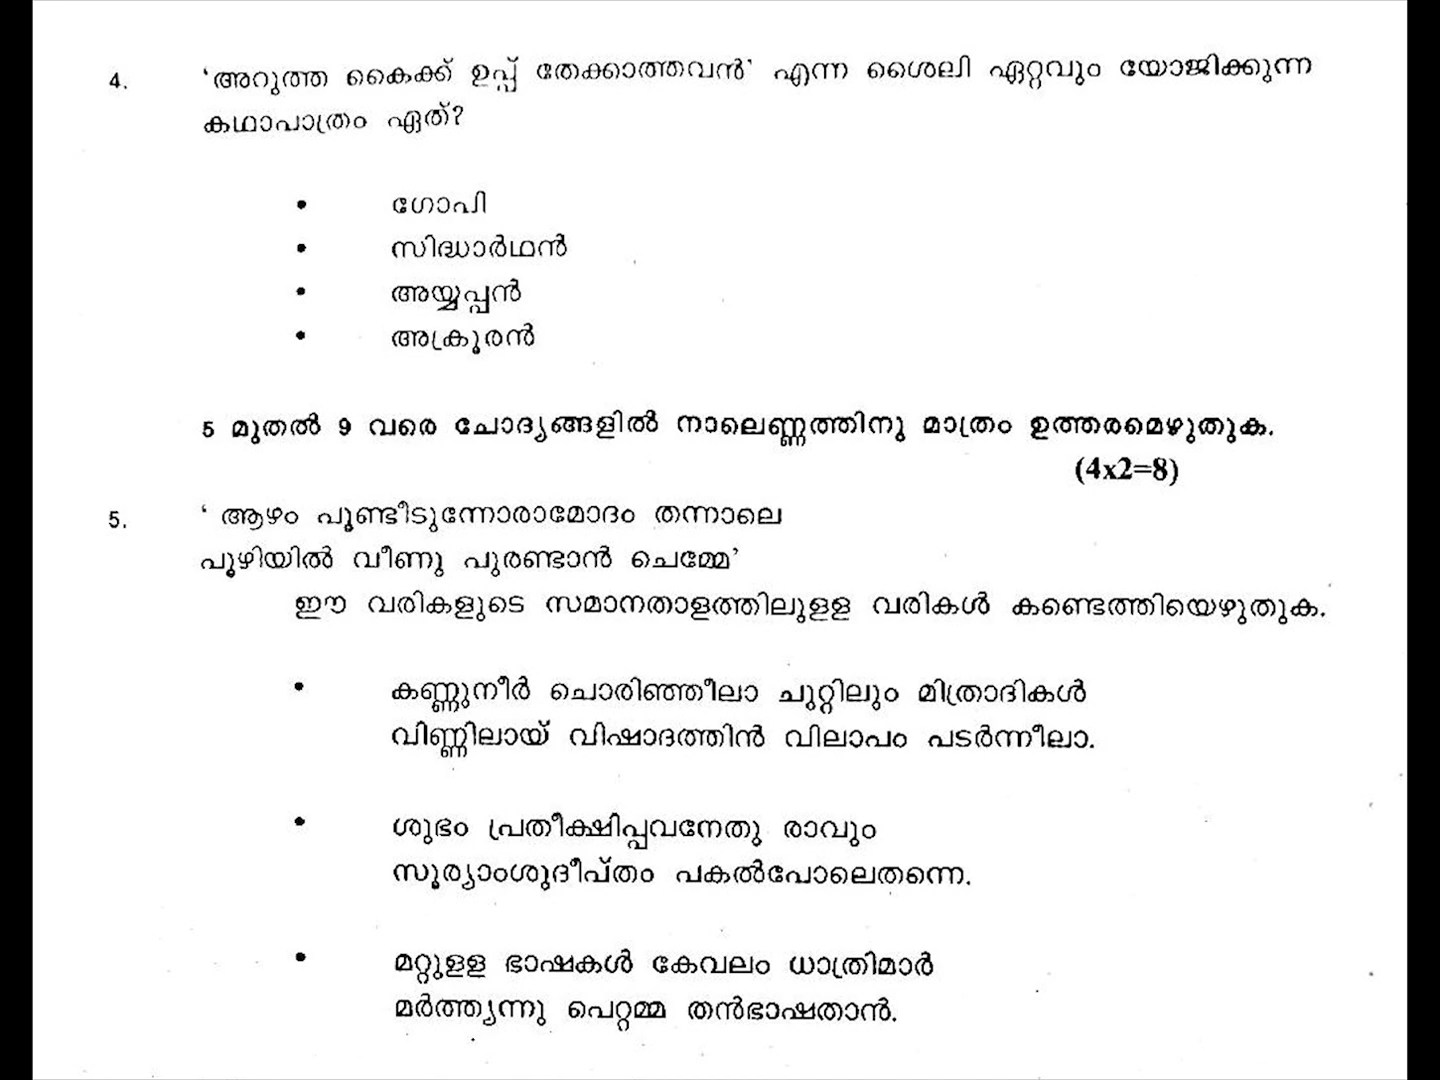 4. ‘അറുത്ത കൈക്ക് ഉപ്പ് തേക്കാത്തവൻ’ എന്ന ശൈലി ഏറ്റവും യോജിക്കുന്ന
കഥാപാത്രം ഏത്?
• ഗോപി
• സിദ്ധാർഥൻ
• അയ്യപ്പൻ
• അക്രൂരൻ
5 മുതൽ 9 വരെ ചോദ്യങ്ങളിൽ നാലെണ്ണത്തിനു മാത്രം ഉത്തരമെഴുതുക.
(4x2=8)
5. ‘ ആഴം പൂണ്ടീടുന്നോരാമോദം തന്നാലെ
പൂഴിയിൽ വീണു പുരണ്ടാൻ ചെമ്മേ’
ഈ വരികളുടെ സമാനതാളത്തിലുളള വരികൾ കണ്ടെത്തിയെഴുതുക.
• കണ്ണുനീർ ചൊരിഞ്ഞീലാ ചുറ്റിലും മിത്രാദികൾ
വിണ്ണിലായ് വിഷാദത്തിൻ വിലാപം പടർന്നീലാ.
• ശുഭം പ്രതീക്ഷിപ്പവനേതു രാവും
സൂര്യാംശുദീപ്തം പകൽപോലെതന്നെ.
• മറ്റുളള ഭാഷകൾ കേവലം ധാത്രിമാർ
മർത്ത്യന്നു പെറ്റമ്മ തൻഭാഷതാൻ.